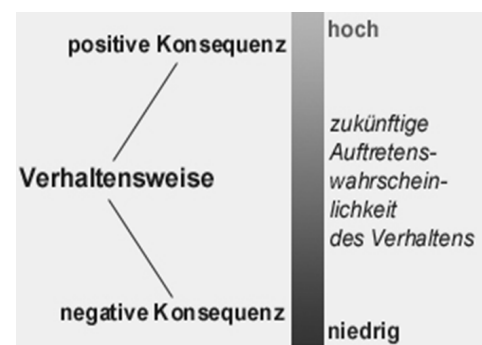 hoch
positive Konsequenz
zukünftige
Auftretens-
wahrschein-
lichkeit
des Verhaltens
Verhaltensweise
negative Konsequenz
niedrig